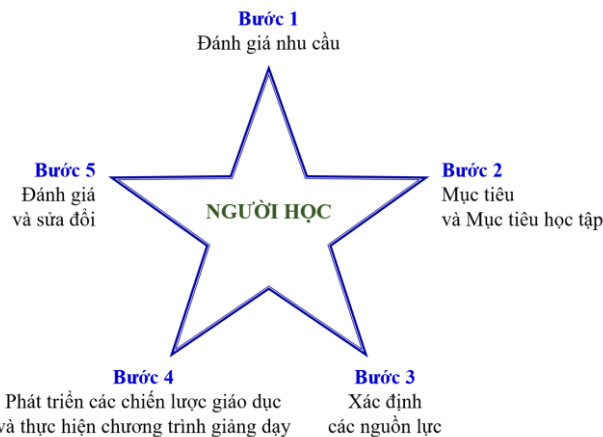 Bước 1
Đánh giá nhu cầu
Bước 5
Đánh giá
và sửa đổi
NGƯỜI HỌC
Bước 2
Mục tiêu
và Mục tiêu học tập
Bước 4
Phát triển các chiến lược giáo dục
và thực hiện chương trình giảng dạy
Bước 3
Xác định
các nguồn lực